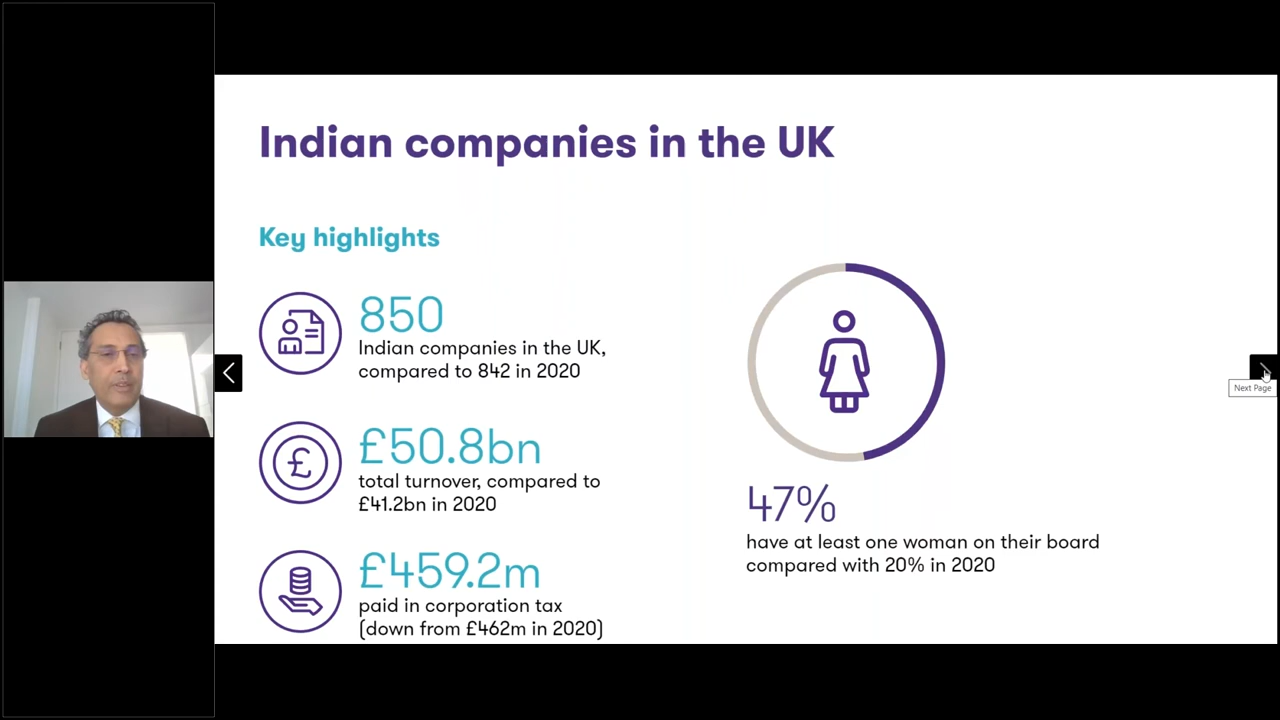 Indian companies in the UK
Key highlights
850
Indian companies in the UK,
compared to 842 in 2020
£50.8bn
total turnover, compared to
£41.2bn in 2020
£459.2m
paid in corporation tax
(down from £462m in 2020)
47%
have at least one woman on their board
compared with 20% in 2020
Next Page